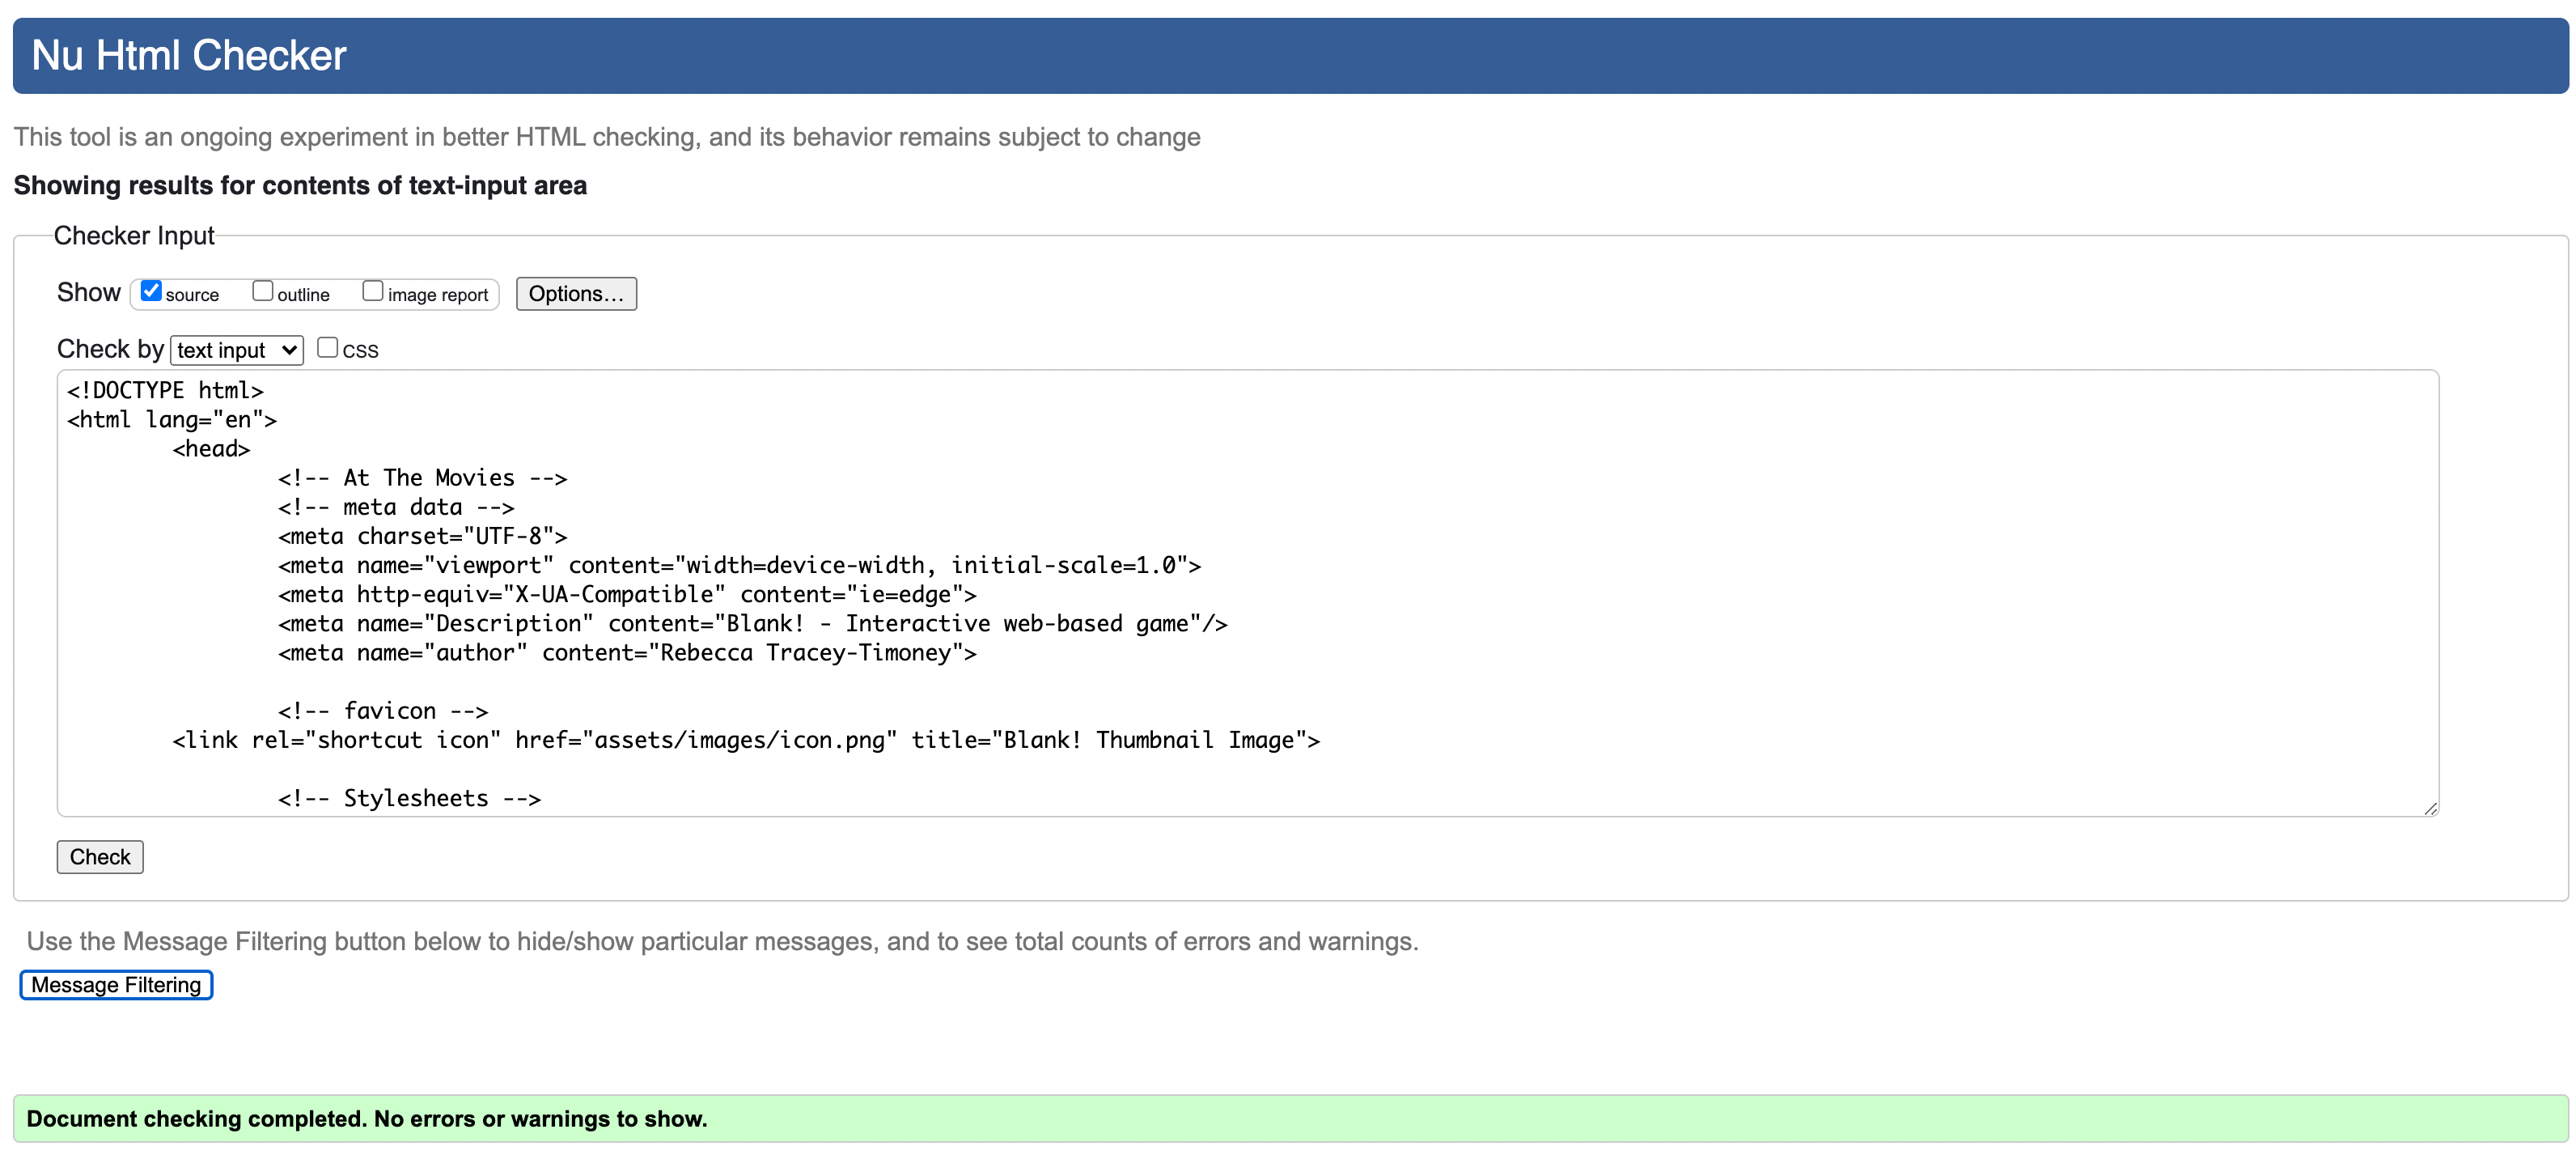 Nu Html Checker
This tool is an ongoing experiment in better HTML checking, and its behavior remains subject to change
Showing results for contents of text-input area
Checker Input
Show source outline image report Options...
Check by text input CSS
<!DOCTYPE html>
<html lang="en">
<head>
<!-- At The Movies -->
<!-- meta data -->
<meta charset="UTF-8">
<meta name="viewport" content="width=device-width, initial-scale=1.0">
<meta http-equiv="X-UA-Compatible" content="ie=edge">
<meta name="Description" content="Blank! - Interactive web-based game"/>
<meta name="author" content="Rebecca Tracey-Timoney">
<!-- favicon -->
<link rel="shortcut icon" href="assets/images/icon.png" title="Blank! Thumbnail Image">
<!-- Stylesheets -->
Check
Use the Message Filtering button below to hide/show particular messages, and to see total counts of errors and warnings.
Message Filtering
Document checking completed. No errors or warnings to show.